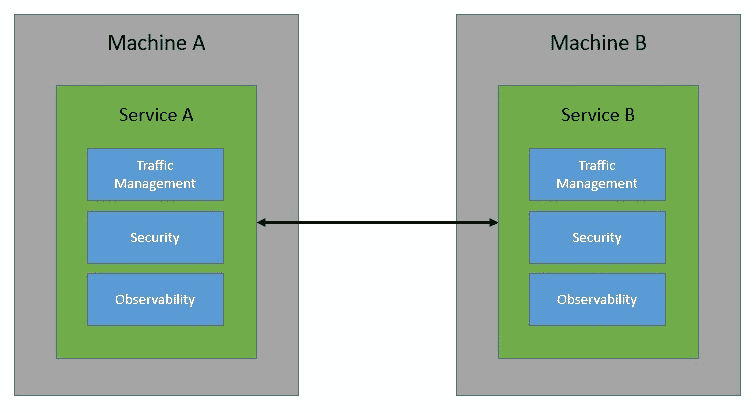 Machine A
Service A
Traffic
Management
Security
Observability
Machine B
Service B
Traffic
Management
Security
Observability